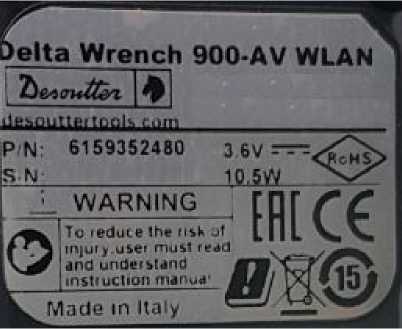 Delta Wrench 900-AV WLAN
Desoutter
desouttertools.com
P/N: 6159352480 3.6V
RoHS
S/N: 10.5W
WARNING
EAC CE
To reduce the risk of
injury,user must read
and understand
instruction manual
15
Made in Italy